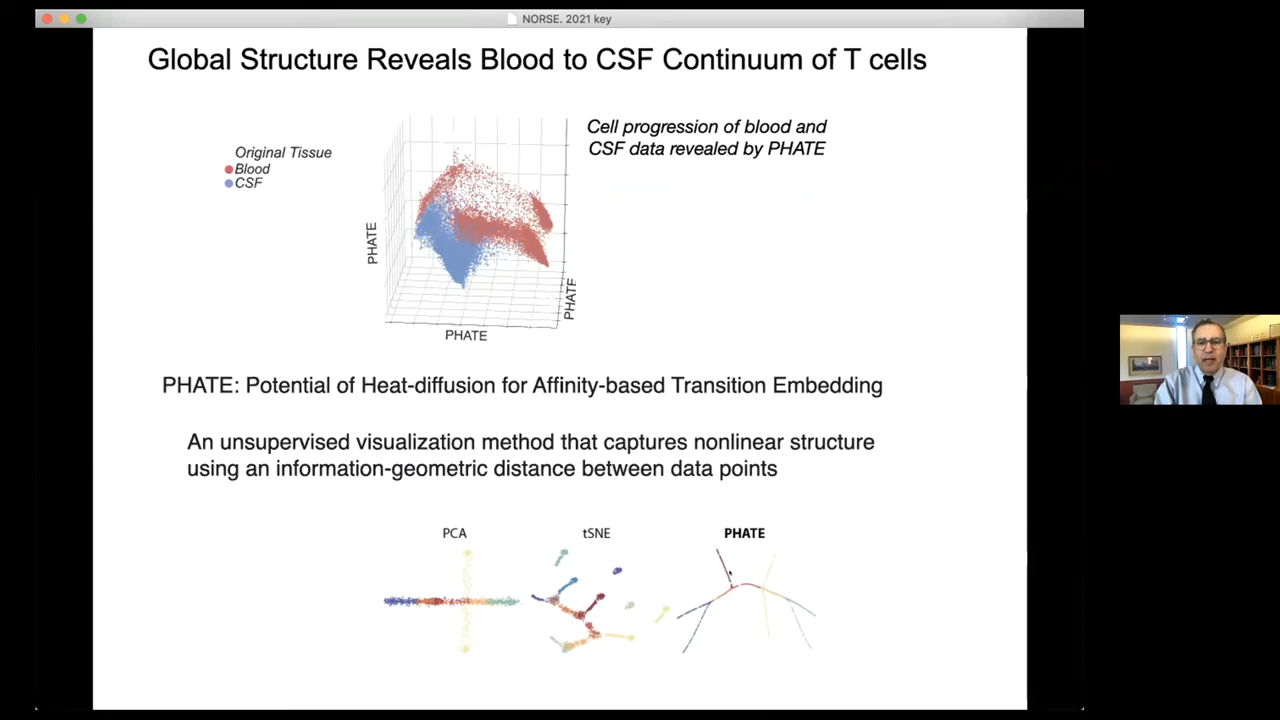 NORSE. 2021 key
Global Structure Reveals Blood to CSF Continuum of T cells
Original Tissue
Blood
CSF
PHATE
PHATE
PHATE
Cell progression of blood and
CSF data revealed by PHATE
PHATE: Potential of Heat-diffusion for Affinity-based Transition Embedding
An unsupervised visualization method that captures nonlinear structure
using an information-geometric distance between data points
PCA
tSNE
PHATE